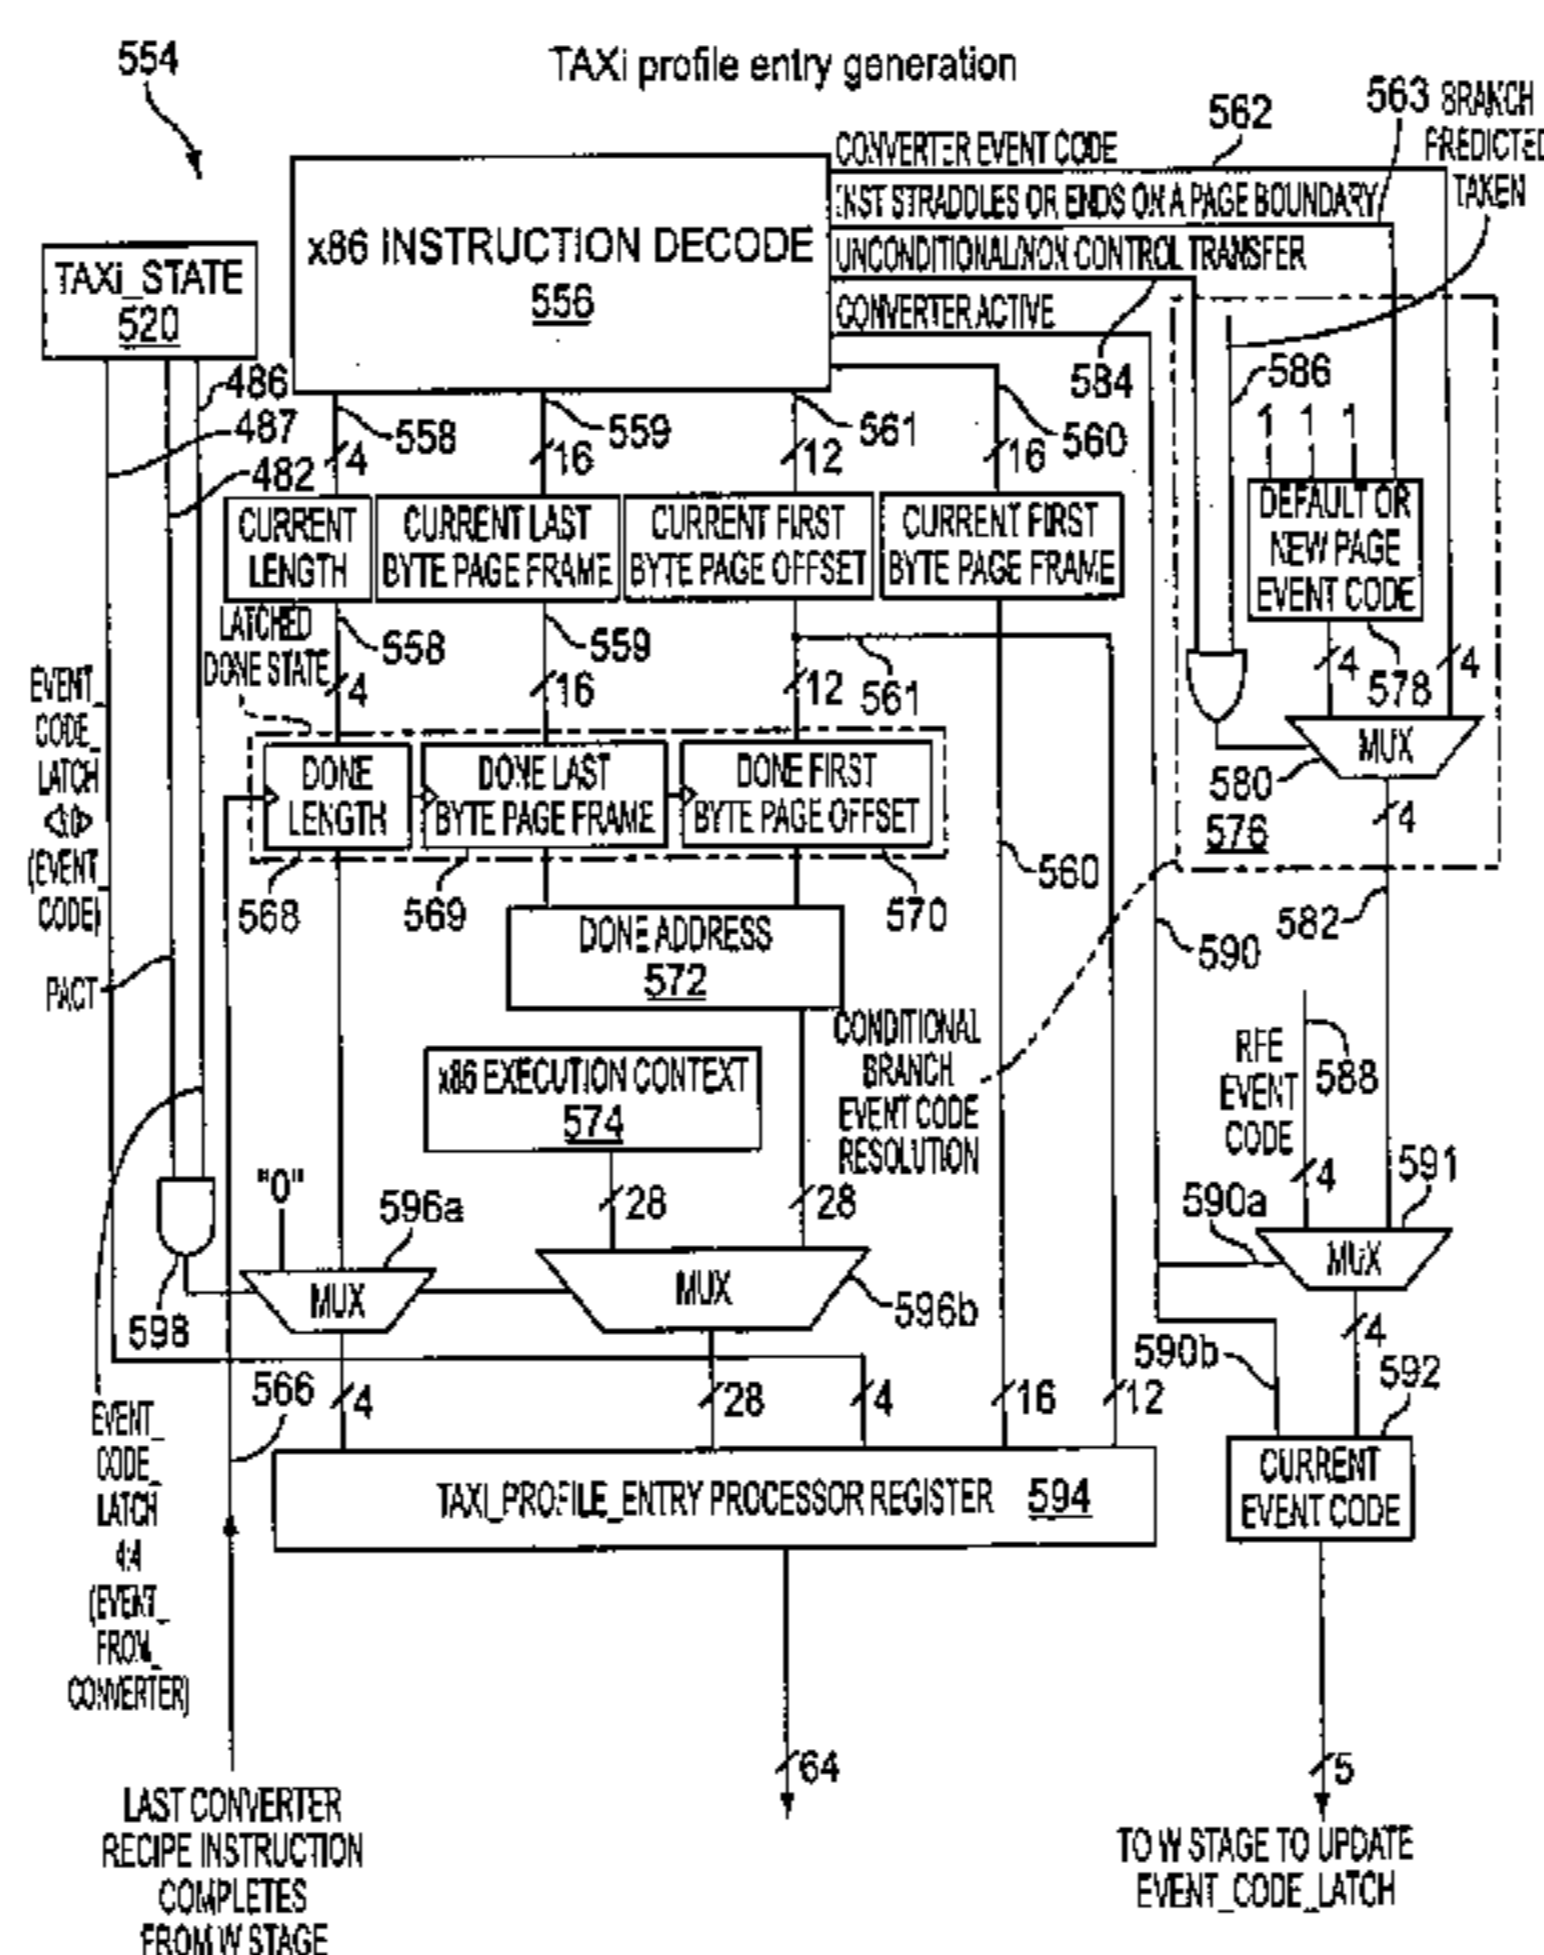 554
TAXi profile entry generation
562
563
BRANCH
PREDICTED
TAKEN
CONVERTER EVENT CODE
INST STRADDLES OR ENDS ON A PAGE BOUNDARY
UNCONDITIONAL/NON CONTROL TRANSFER
CONVERTER ACTIVE
x86 INSTRUCTION DECODE
556
TAXi_STATE
520
486
487
482
558
4
559
16
561
12
560
16
584
586
1 1 1
DEFAULT OR
NEW PAGE
EVENT CODE
4
578
4
CURRENT
LENGTH
CURRENT LAST
BYTE PAGE FRAME
CURRENT FIRST
BYTE PAGE OFFSET
CURRENT FIRST
BYTE PAGE FRAME
LATCHED
DONE STATE
558
4
559
16
12
561
EVENT_
CODE_
LATCH
<3:0>
(EVENT_
CODE)
DONE
LENGTH
DONE LAST
BYTE PAGE FRAME
DONE FIRST
BYTE PAGE OFFSET
MUX
580
576
4
568
569
570
560
590
582
DONE ADDRESS
572
PACT
x86 EXECUTION CONTEXT
574
CONDITIONAL
BRANCH
EVENT CODE
RESOLUTION
RFE
EVENT
CODE
588
4
"0"
596a
28
28
590a
591
MUX
MUX
596b
MUX
598
4
590b
592
566
4
28
4
16
12
EVENT_
CODE_
LATCH
4:4
(EVENT_
FROM_
CONVERTER)
TAXI_PROFILE_ENTRY PROCESSOR REGISTER 594
CURRENT
EVENT CODE
64
5
LAST CONVERTER
RECIPE INSTRUCTION
COMPLETES
FROM W STAGE
TO W STAGE TO UPDATE
EVENT_CODE_LATCH